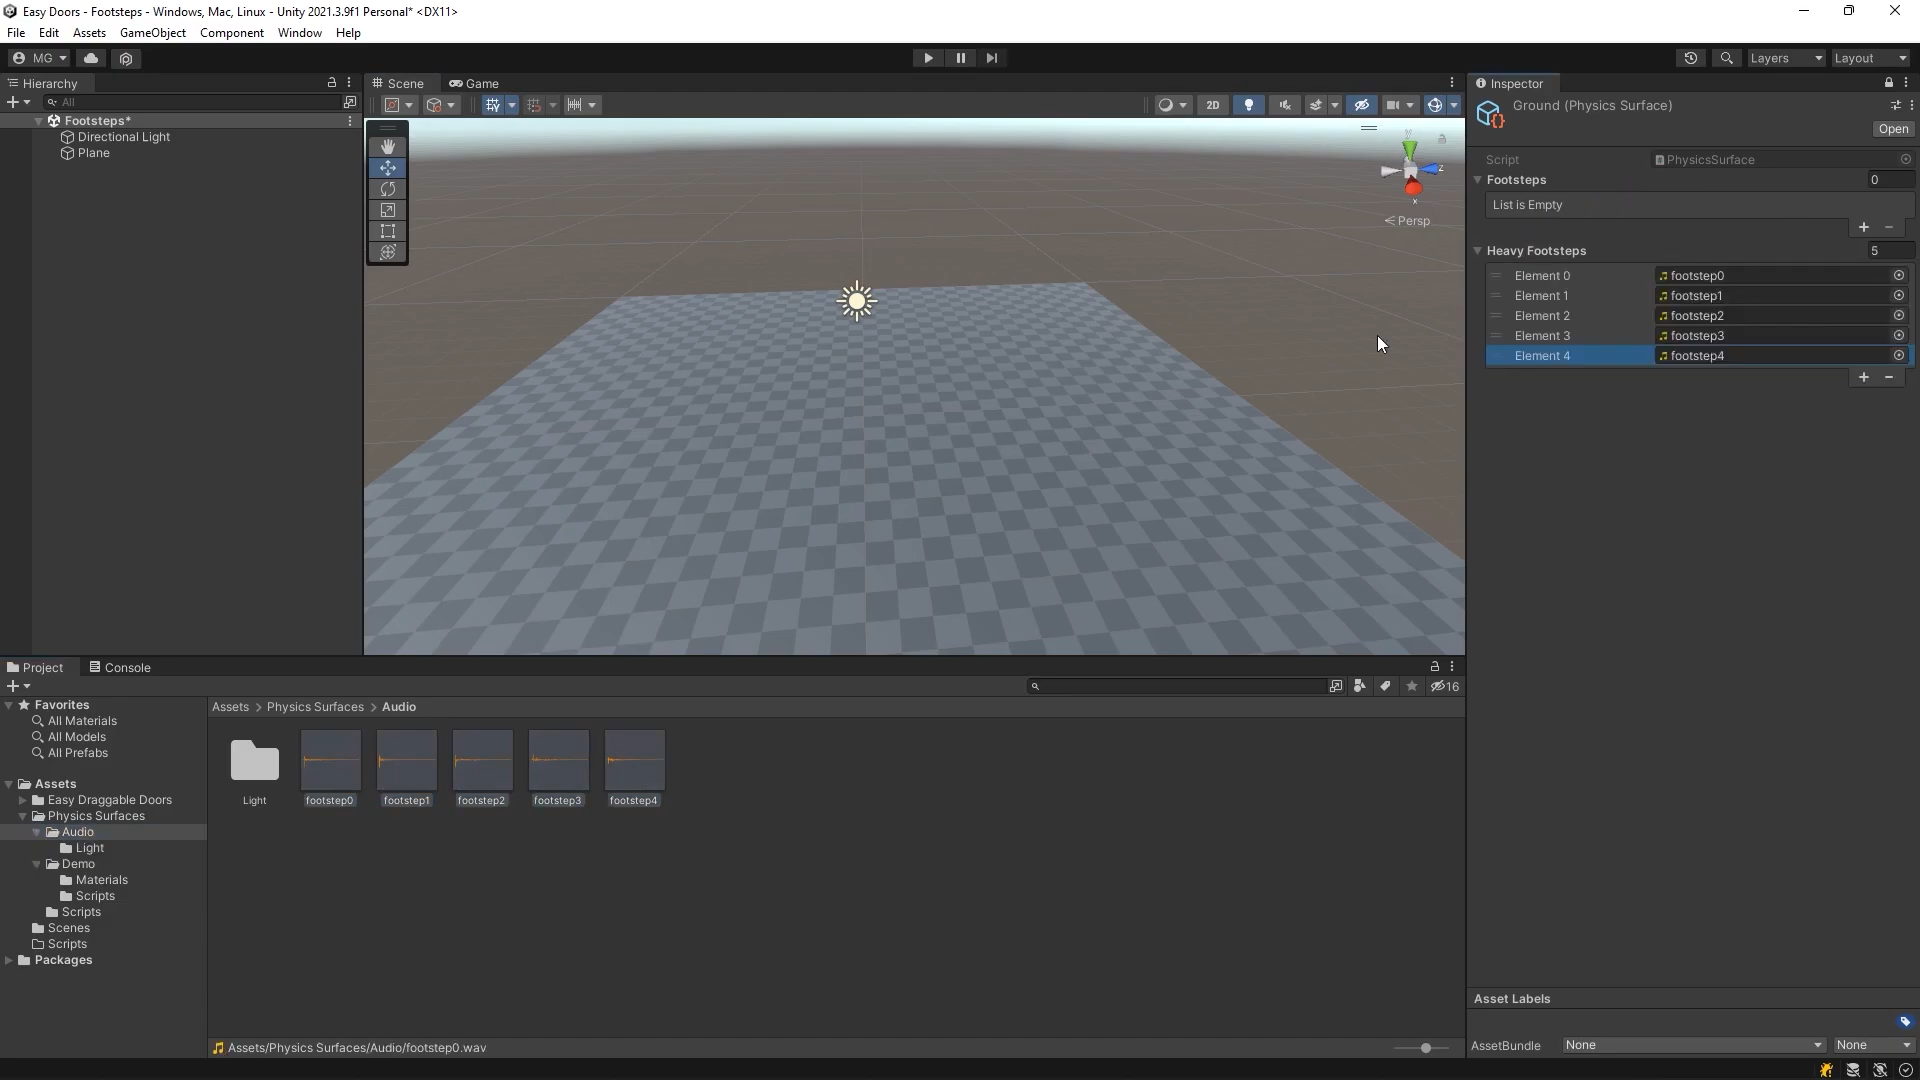 Easy Doors - Footsteps - Windows, Mac, Linux - Unity 2021.3.9f1 Personal* <DX11>
File Edit Assets GameObject Component Window Help
MG
Layers Layout
Hierarchy
All
Footsteps*
Directional Light
Plane
Scene Game
2D
y
z
x
Persp
Inspector
Ground (Physics Surface)
Open
Script PhysicsSurface
Footsteps 0
List is Empty
+ -
Heavy Footsteps 5
Element 0 footstep0
Element 1 footstep1
Element 2 footstep2
Element 3 footstep3
Element 4 footstep4
+ -
Project Console
16
Favorites
All Materials
All Models
All Prefabs
Assets
Easy Draggable Doors
Physics Surfaces
Audio
Light
Demo
Materials
Scripts
Scripts
Scenes
Scripts
Packages
Assets > Physics Surfaces > Audio
Light footstep0 footstep1 footstep2 footstep3 footstep4
Assets/Physics Surfaces/Audio/footstep0.wav
Asset Labels
AssetBundle None None